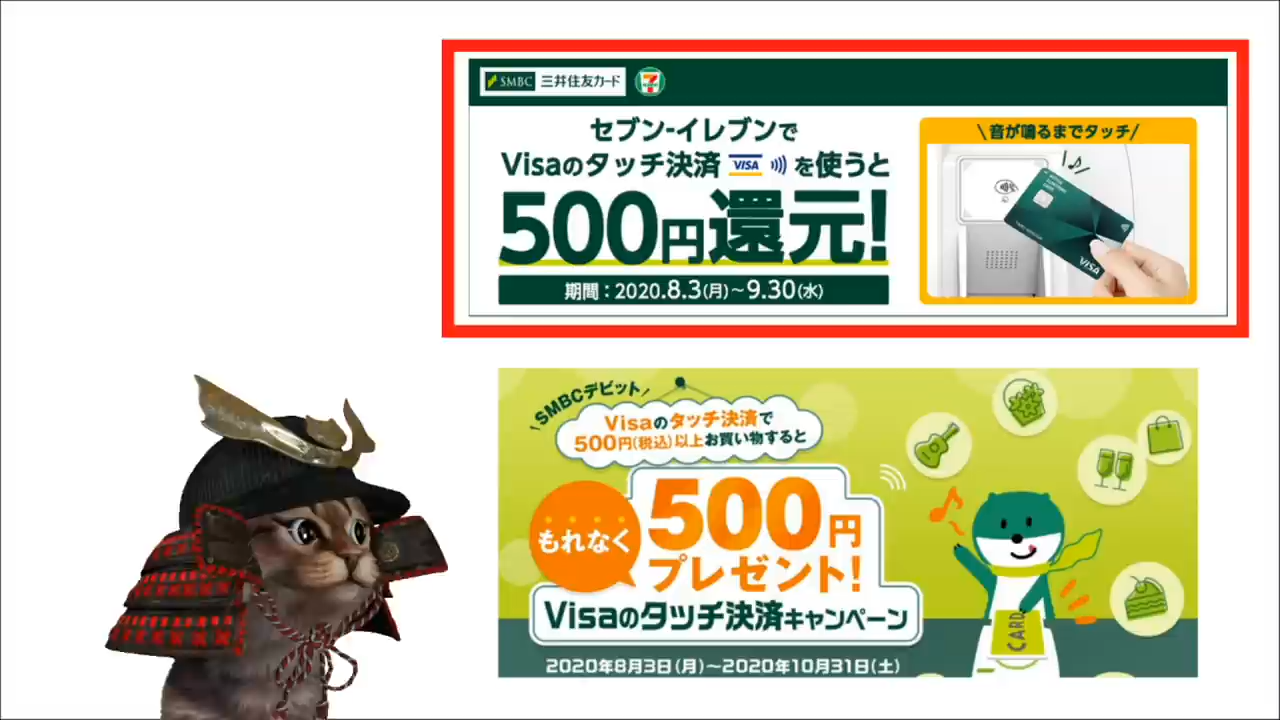 SMBC 三井住友カード
セブン-イレブンで
Visaのタッチ決済 VISA を使うと
500円還元!
期間：2020.8.3(月)～9.30(水)
\音が鳴るまでタッチ/
VISA
\SMBCデビット/
Visaのタッチ決済で
500円(税込)以上お買い物すると
もれなく
500円
プレゼント!
Visaのタッチ決済キャンペーン
2020年8月3日(月)～2020年10月31日(土)
CARD